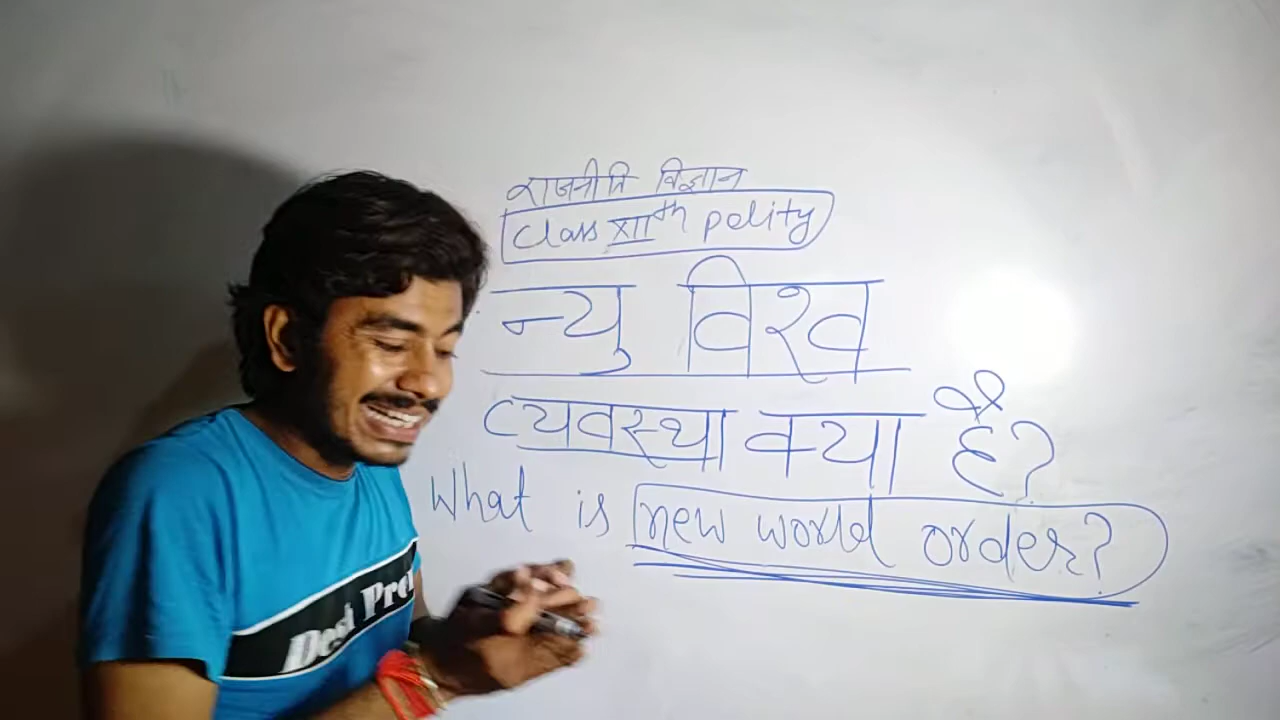 राजनीति विज्ञान
Class XIIth polity
न्यु विश्व
व्यवस्था क्या है?
What is new world order?